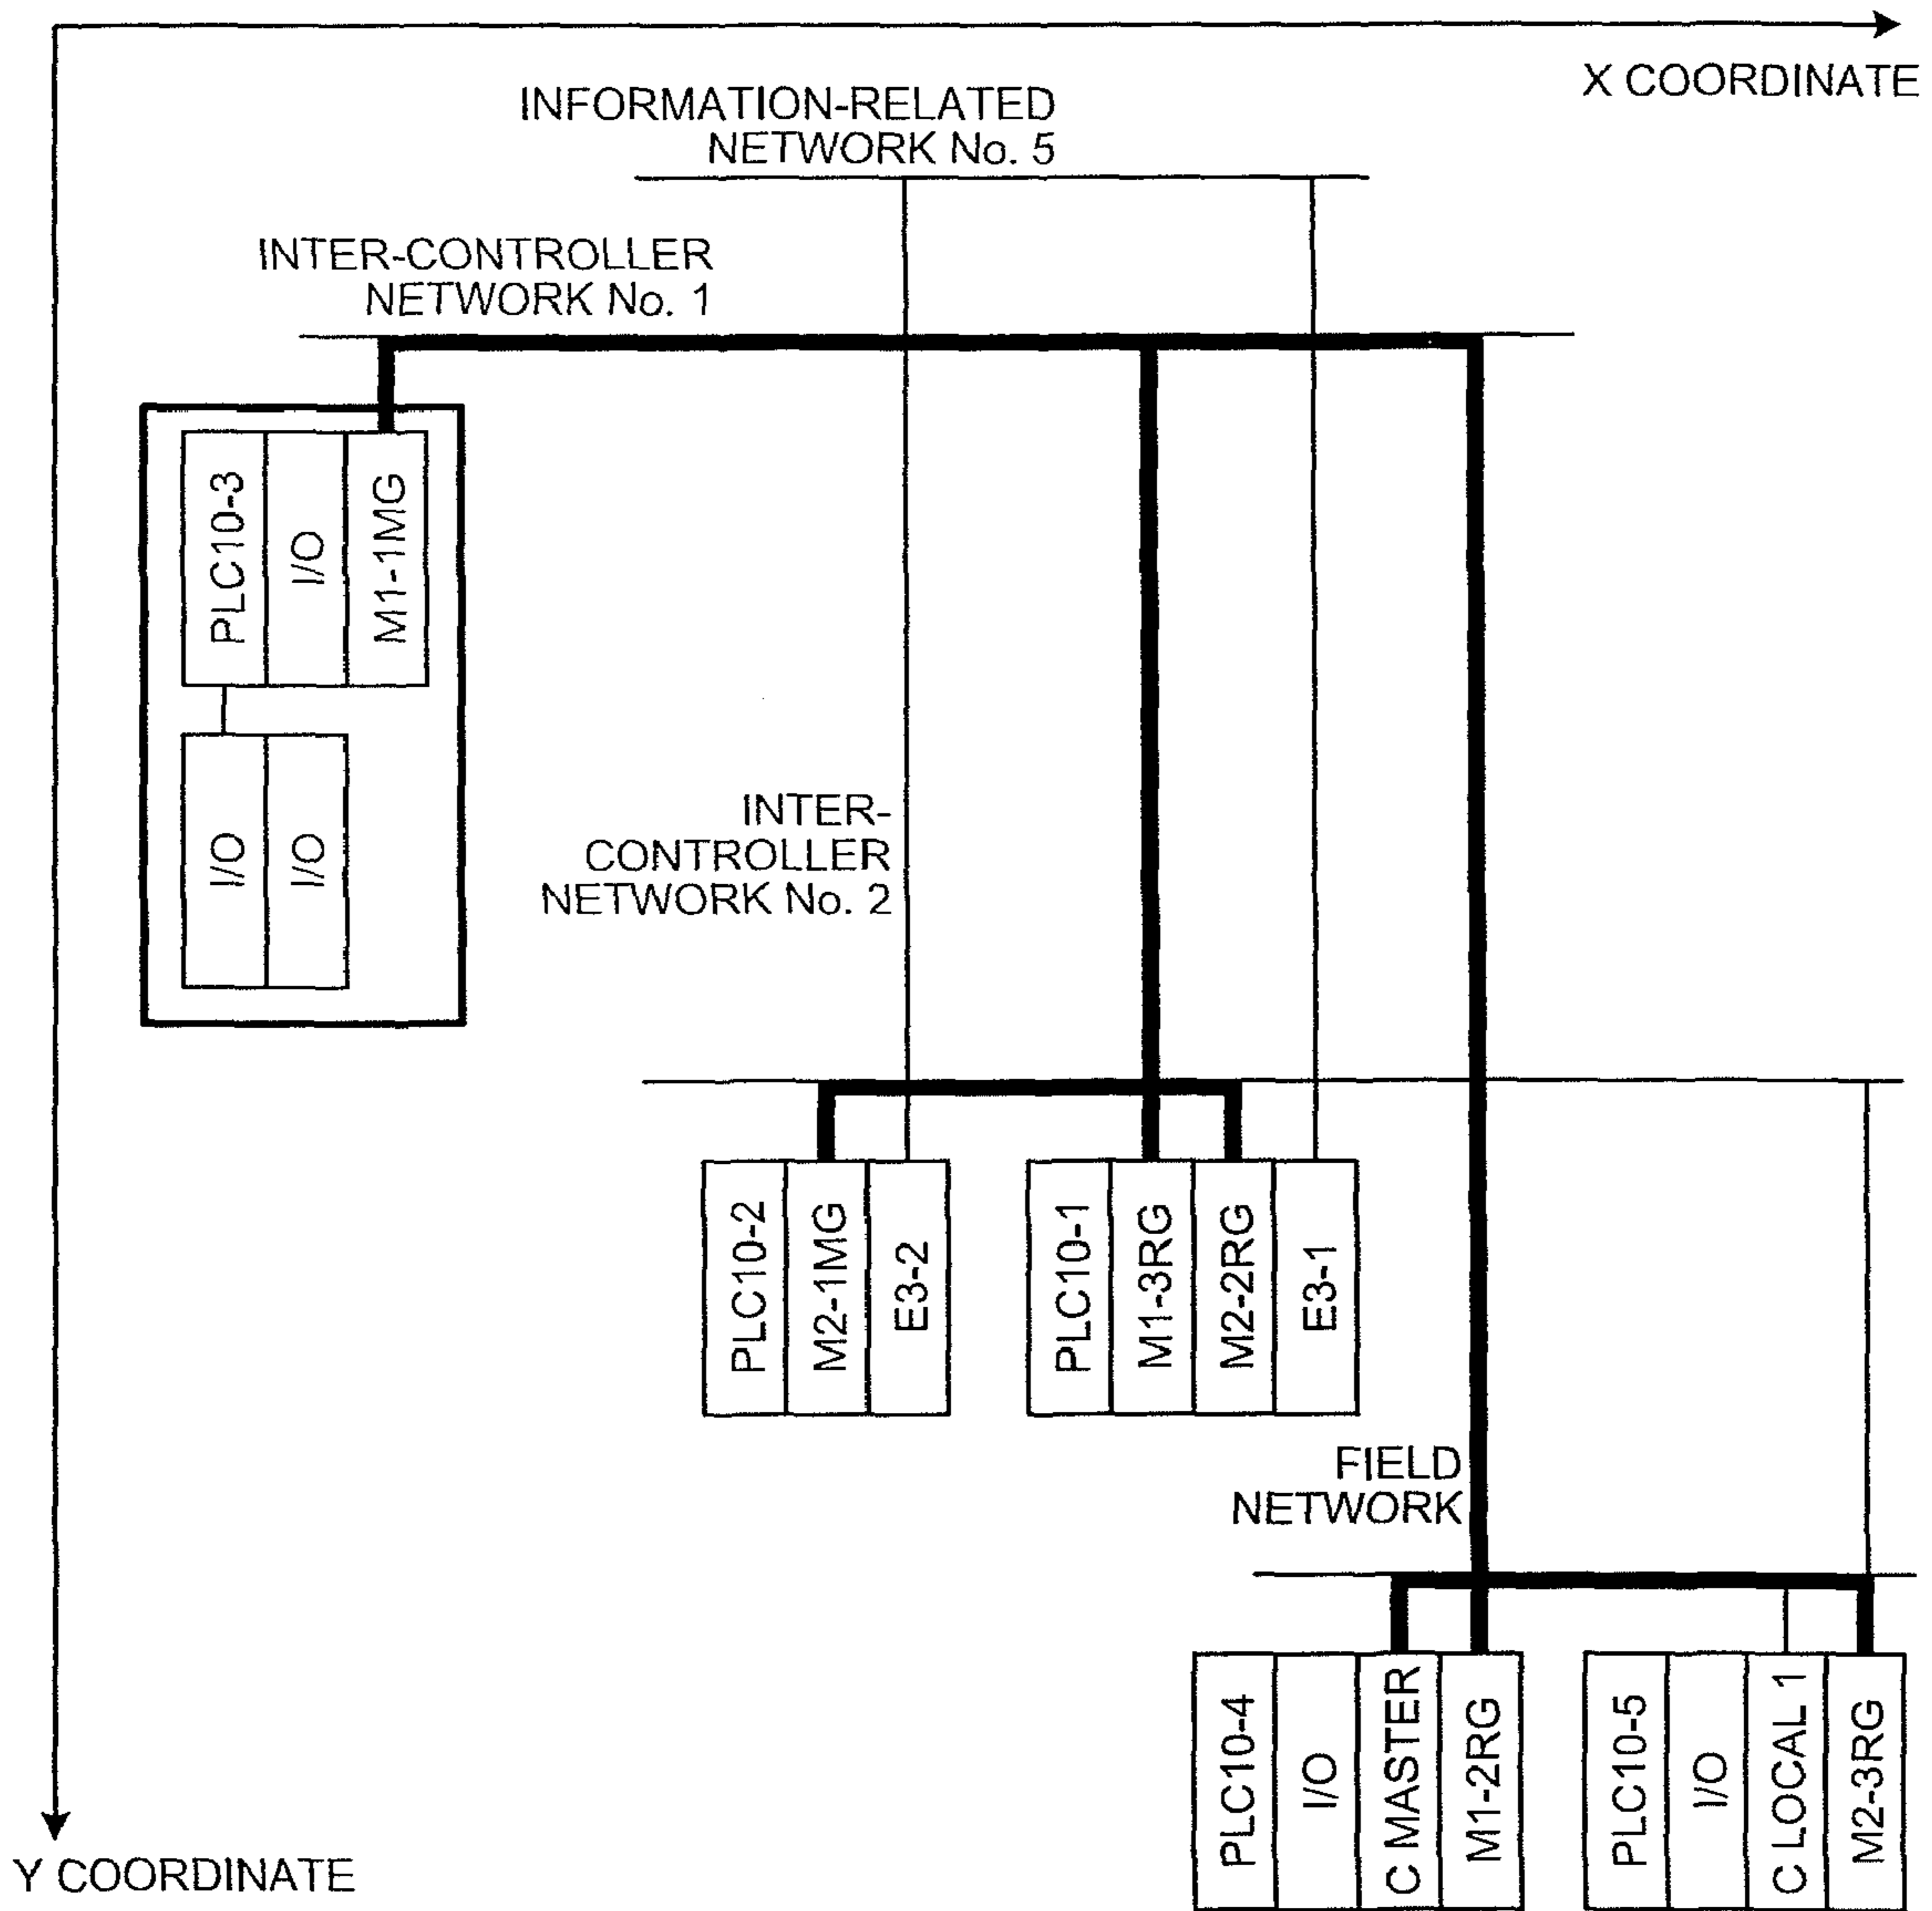 X COORDINATE
INFORMATION-RELATED
NETWORK No. 5
INTER-CONTROLLER
NETWORK No. 1
PLC10-3
I/O
M1-1MG
I/O
I/O
INTER-
CONTROLLER
NETWORK No. 2
PLC10-2
M2-1MG
E3-2
PLC10-1
M1-3RG
M2-2RG
E3-1
FIELD
NETWORK
PLC10-4
I/O
C MASTER
M1-2RG
PLC10-5
I/O
C LOCAL 1
M2-3RG
Y COORDINATE